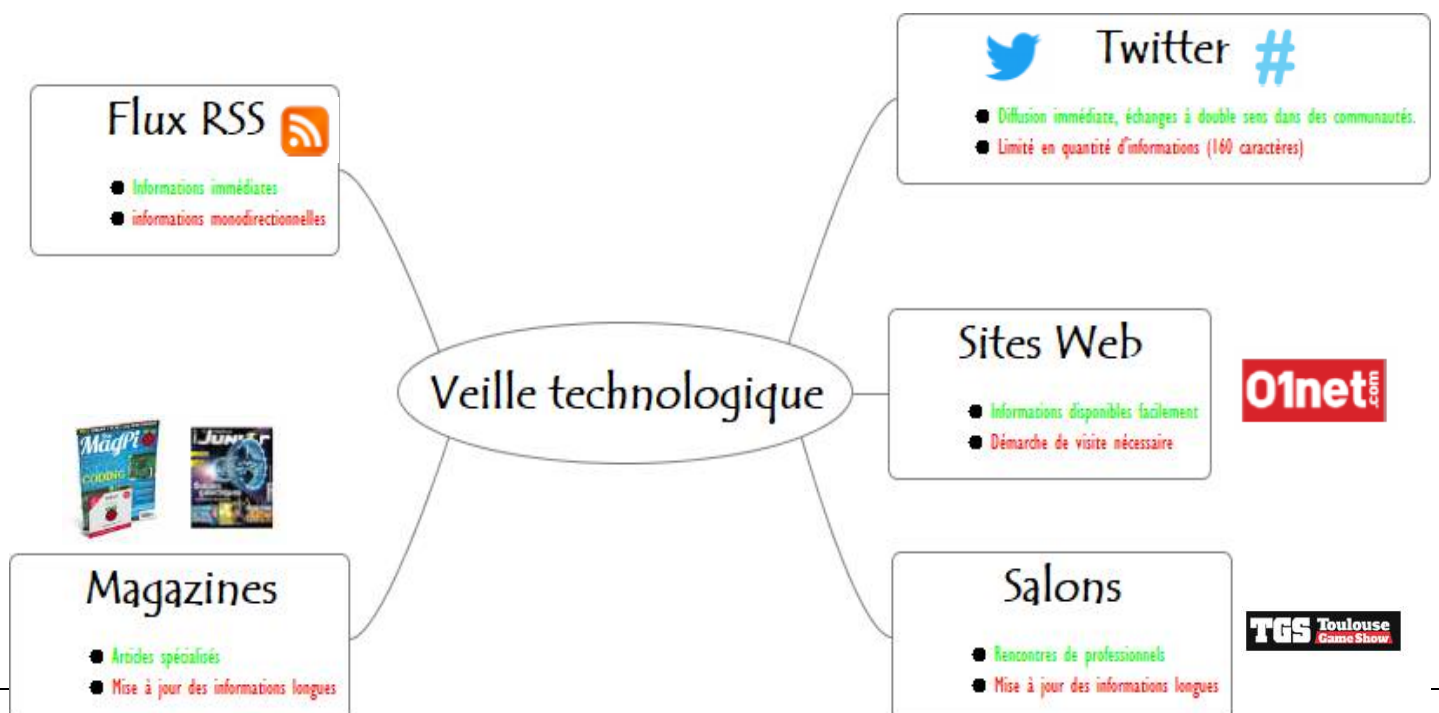 Twitter #
Diffusion immédiate, échanges à double sens dans des communautés.
Limité en quantité d'informations (160 caractères)
Flux RSS
Informations immédiates
informations monodirectionnelles
Veille technologique
Sites Web
Informations disponibles facilement
Démarche de visite nécessaire
01net.com
MagPi
CODING
JUNIOR
Magazines
Articles spécialisés
Mise à jour des informations longues
Salons
Rencontres de professionnels
Mise à jour des informations longues
TGS Toulouse
Game Show